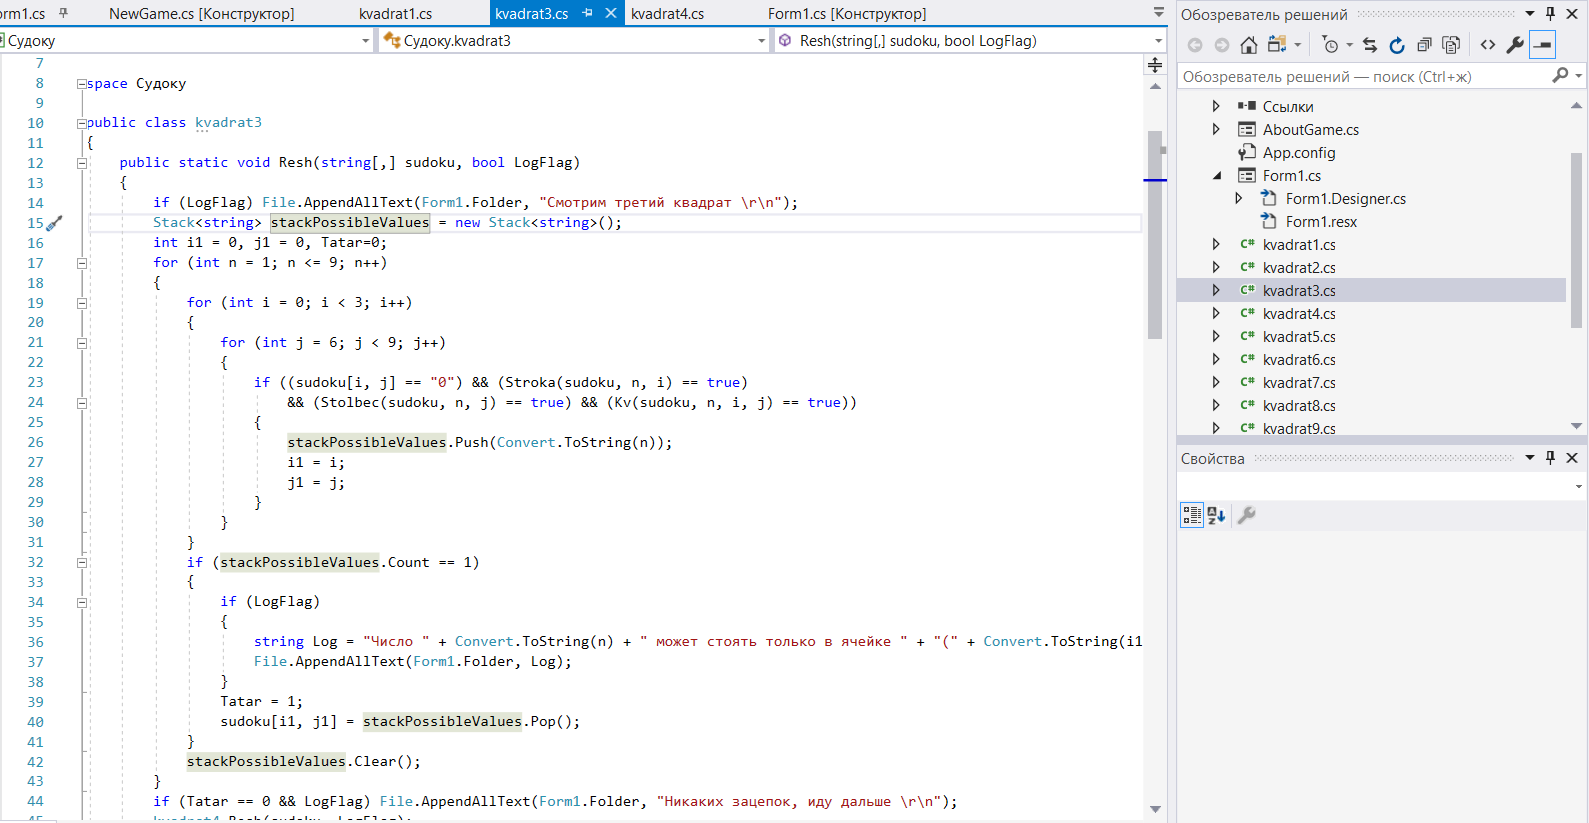 orm1.cs
NewGame.cs [Конструктор]
kvadrat1.cs
kvadrat3.cs
kvadrat4.cs
Form1.cs [Конструктор]
Судоку
Судоку.kvadrat3
Resh(string[,] sudoku, bool LogFlag)
7
8 space Судоку
9
10 public class kvadrat3
11 {
12 public static void Resh(string[,] sudoku, bool LogFlag)
13 {
14 if (LogFlag) File.AppendAllText(Form1.Folder, "Смотрим третий квадрат \r\n");
15 Stack<string> stackPossibleValues = new Stack<string>();
16 int i1 = 0, j1 = 0, Tatar=0;
17 for (int n = 1; n <= 9; n++)
18 {
19 for (int i = 0; i < 3; i++)
20 {
21 for (int j = 6; j < 9; j++)
22 {
23 if ((sudoku[i, j] == "0") && (Stroka(sudoku, n, i) == true)
24 && (Stolbec(sudoku, n, j) == true) && (Kv(sudoku, n, i, j) == true))
25 {
26 stackPossibleValues.Push(Convert.ToString(n));
27 i1 = i;
28 j1 = j;
29 }
30 }
31 }
32 if (stackPossibleValues.Count == 1)
33 {
34 if (LogFlag)
35 {
36 string Log = "Число " + Convert.ToString(n) + " может стоять только в ячейке " + "(" + Convert.ToString(i1
37 File.AppendAllText(Form1.Folder, Log);
38 }
39 Tatar = 1;
40 sudoku[i1, j1] = stackPossibleValues.Pop();
41 }
42 stackPossibleValues.Clear();
43 }
44 if (Tatar == 0 && LogFlag) File.AppendAllText(Form1.Folder, "Никаких зацепок, иду дальше \r\n");
45 kvadrat4.Resh(sudoku, LogFlag);
Обозреватель решений
Обозреватель решений — поиск (Ctrl+ж)
Ссылки
AboutGame.cs
App.config
Form1.cs
Form1.Designer.cs
Form1.resx
C# kvadrat1.cs
C# kvadrat2.cs
C# kvadrat3.cs
C# kvadrat4.cs
C# kvadrat5.cs
C# kvadrat6.cs
C# kvadrat7.cs
C# kvadrat8.cs
C# kvadrat9.cs
Свойства